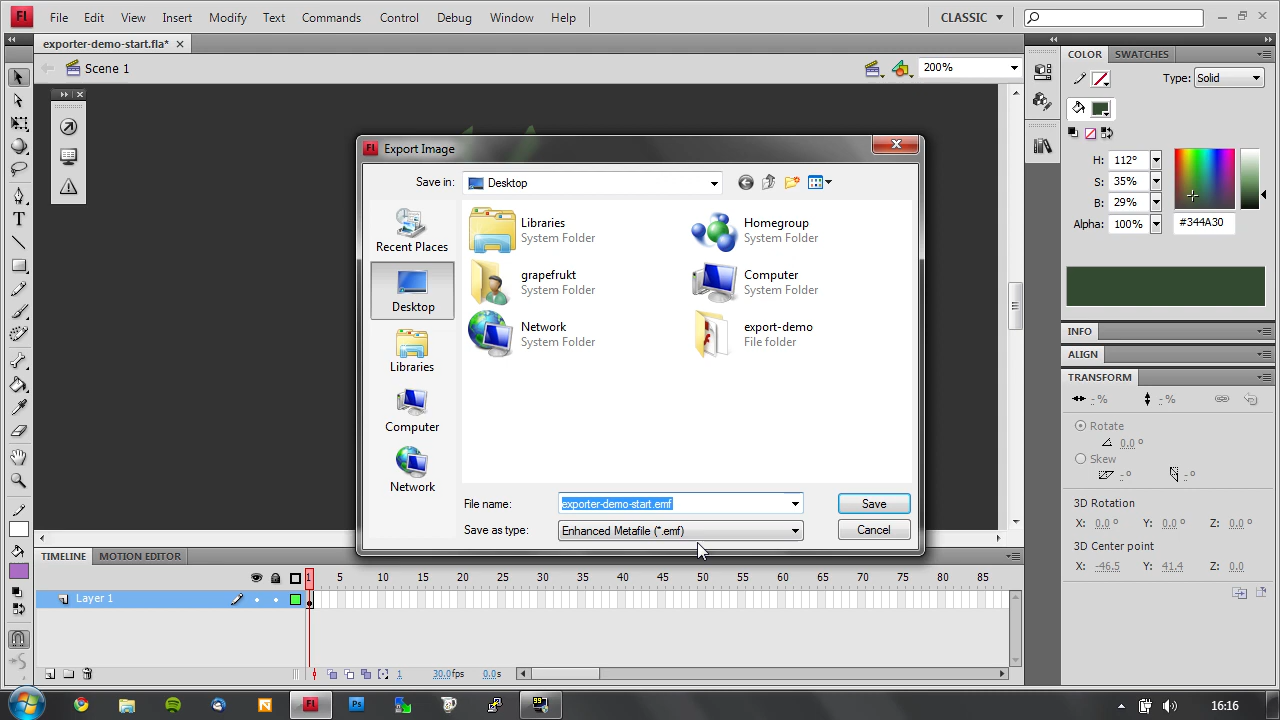 Fl File Edit View Insert Modify Text Commands Control Debug Window Help CLASSIC
exporter-demo-start.fla*
Scene 1 200%
COLOR SWATCHES
Type: Solid
H: 112°
S: 35%
B: 29%
Alpha: 100% #344A30
INFO
ALIGN
TRANSFORM
- % - %
Rotate
0.0 °
Skew
- ° - °
3D Rotation
X: 0.0 ° Y: 0.0 ° Z: 0.0 °
3D Center point
X: -46.5 Y: 41.4 Z: 0.0
Fl Export Image
Save in: Desktop
Recent Places
Desktop
Libraries
Computer
Network
Libraries
System Folder
Homegroup
System Folder
grapefrukt
System Folder
Computer
System Folder
Network
System Folder
export-demo
File folder
File name: exporter-demo-start.emf Save
Save as type: Enhanced Metafile (*.emf) Cancel
TIMELINE MOTION EDITOR
1 5 10 15 20 25 30 35 40 45 50 55 60 65 70 75 80 85
Layer 1
1 30.0fps 0.0s
Fl Ps 99 16:16